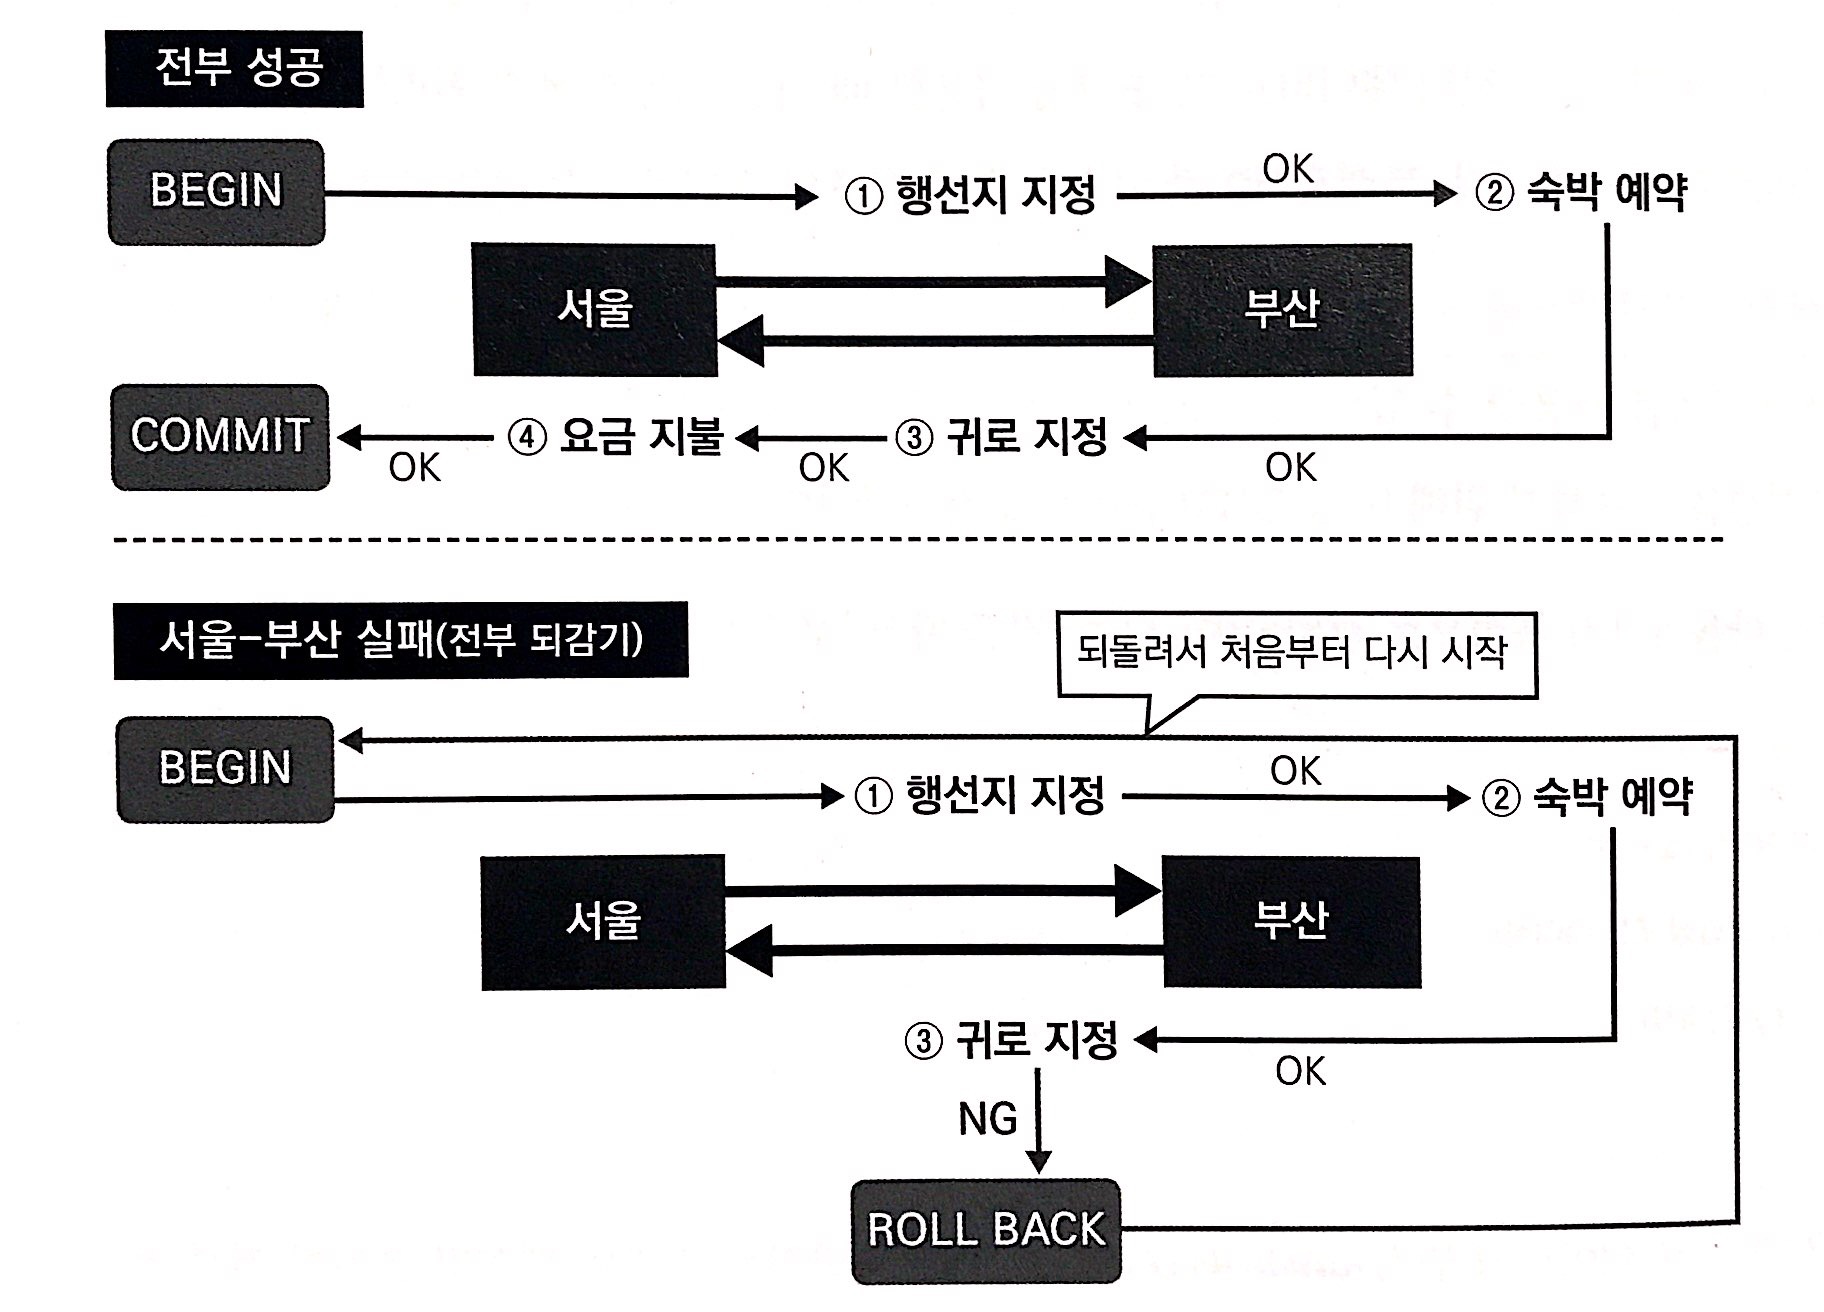 전부 성공
BEGIN
① 행선지 지정
OK
② 숙박 예약
서울
부산
COMMIT
OK
④ 요금 지불
OK
③ 귀로 지정
OK
서울-부산 실패(전부 되감기)
되돌려서 처음부터 다시 시작
BEGIN
① 행선지 지정
OK
② 숙박 예약
서울
부산
③ 귀로 지정
OK
NG
ROLL BACK